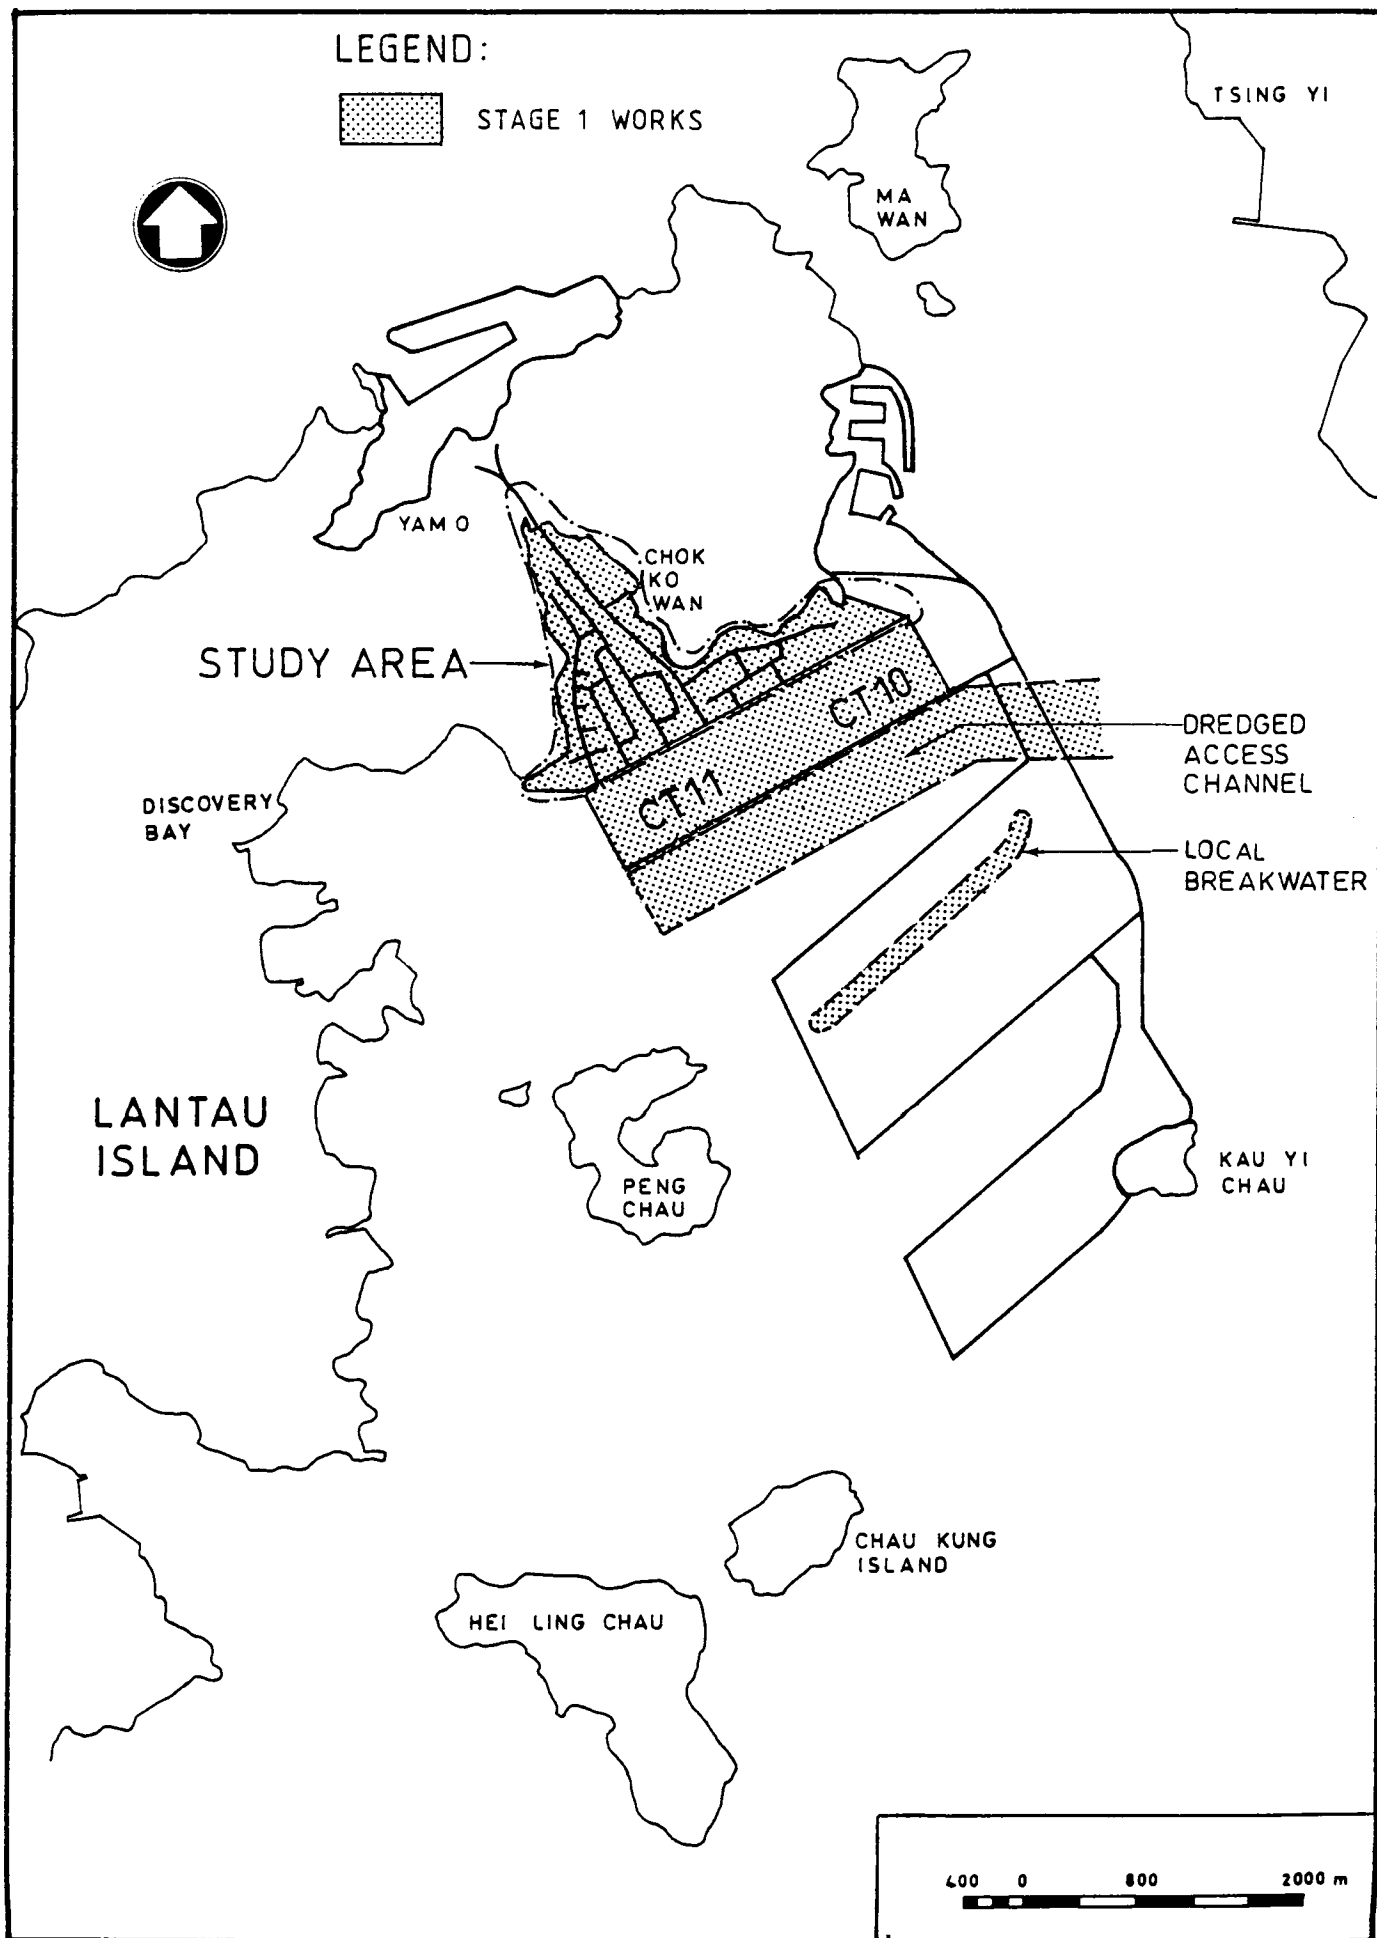 LEGEND:
STAGE 1 WORKS
TSING YI
MA
WAN
YAM O
CHOK
KO
WAN
STUDY AREA
CT10
CT11
DREDGED
ACCESS
CHANNEL
DISCOVERY
BAY
LOCAL
BREAKWATER
LANTAU
ISLAND
PENG
CHAU
KAU YI
CHAU
CHAU KUNG
ISLAND
HEI LING CHAU
400 0 800 2000 m